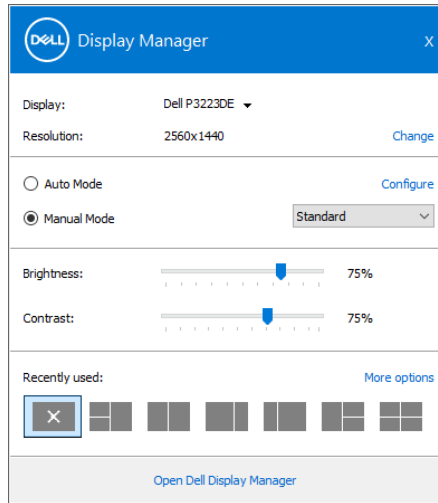 DELL Display Manager X
Display: Dell P3223DE
Resolution: 2560x1440 Change
Auto Mode Configure
Manual Mode Standard
Brightness: 75%
Contrast: 75%
Recently used: More options
Open Dell Display Manager